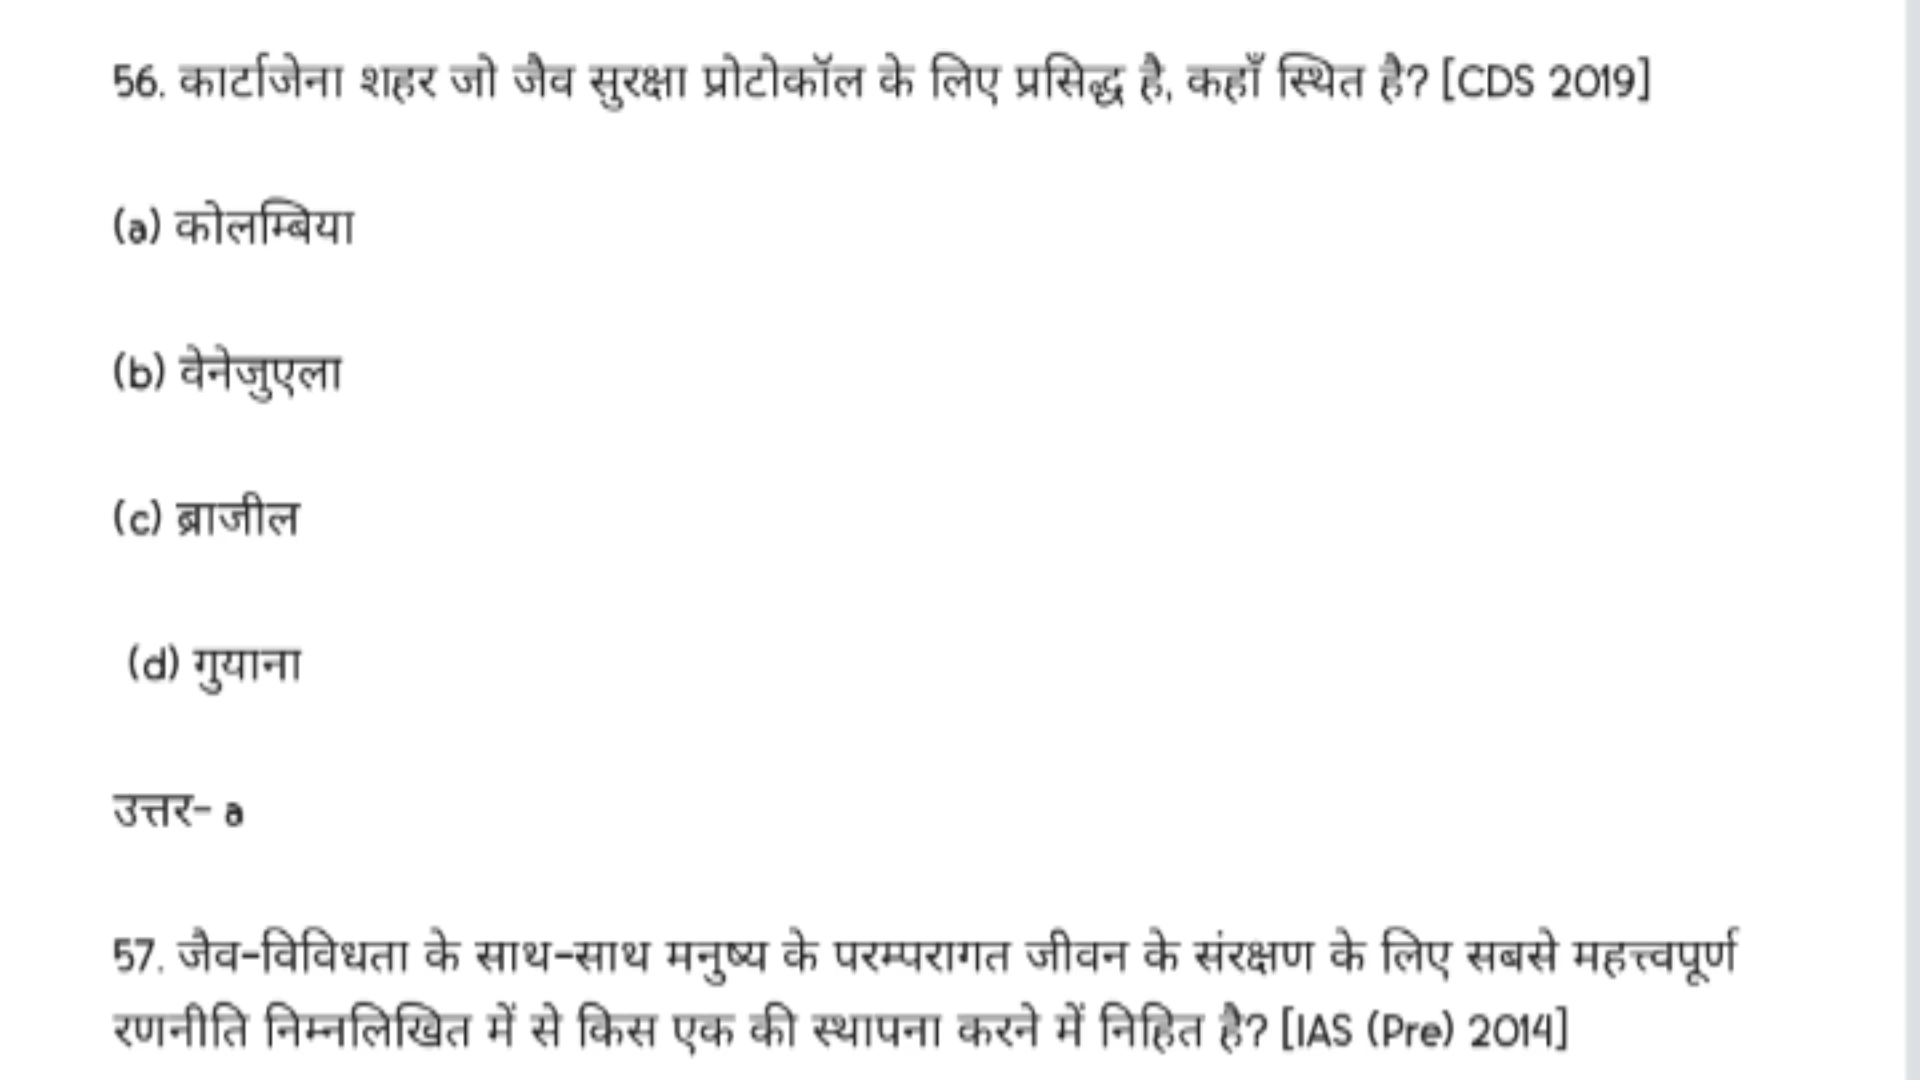 56. कार्टाजेना शहर जो जैव सुरक्षा प्रोटोकॉल के लिए प्रसिद्ध है, कहाँ स्थित है? [CDS 2019]
(a) कोलम्बिया
(b) वेनेजुएला
(c) ब्राजील
(d) गुयाना
उत्तर- a
57. जैव-विविधता के साथ-साथ मनुष्य के परम्परागत जीवन के संरक्षण के लिए सबसे महत्त्वपूर्ण
रणनीति निम्नलिखित में से किस एक की स्थापना करने में निहित है? [IAS (Pre) 2014]